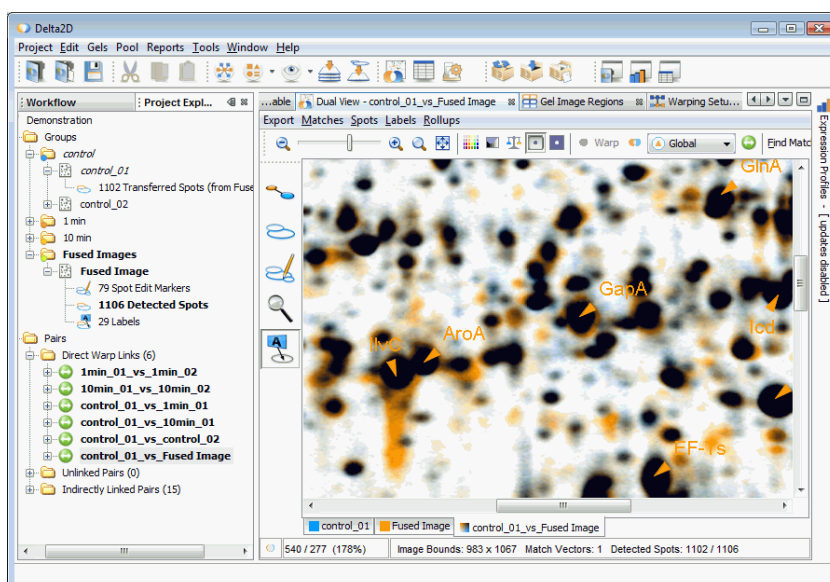 Delta2D
Project Edit Gels Pool Reports Tools Window Help
Workflow
Project Expl...
...able
Dual View - control_01_vs_Fused Image
Gel Image Regions
Warping Setu...
Demonstration
Export Matches Spots Labels Rollups
Groups
control
control_01
1102 Transferred Spots (from Fuse
control_02
1 min
10 min
Fused Images
Fused Image
79 Spot Edit Markers
1106 Detected Spots
29 Labels
Pairs
Direct Warp Links (6)
1min_01_vs_1min_02
10min_01_vs_10min_02
control_01_vs_1min_01
control_01_vs_10min_01
control_01_vs_control_02
control_01_vs_Fused Image
Unlinked Pairs (0)
Indirectly Linked Pairs (15)
Warp
Global
Find Matc
GlnA
GapA
Icd
IlvC
AroA
EF-Ts
control_01
Fused Image
control_01_vs_Fused Image
540 / 277 (178%)
Image Bounds: 983 x 1067 Match Vectors: 1 Detected Spots: 1102 / 1106
Expression Profiles - [ updates disabled ]